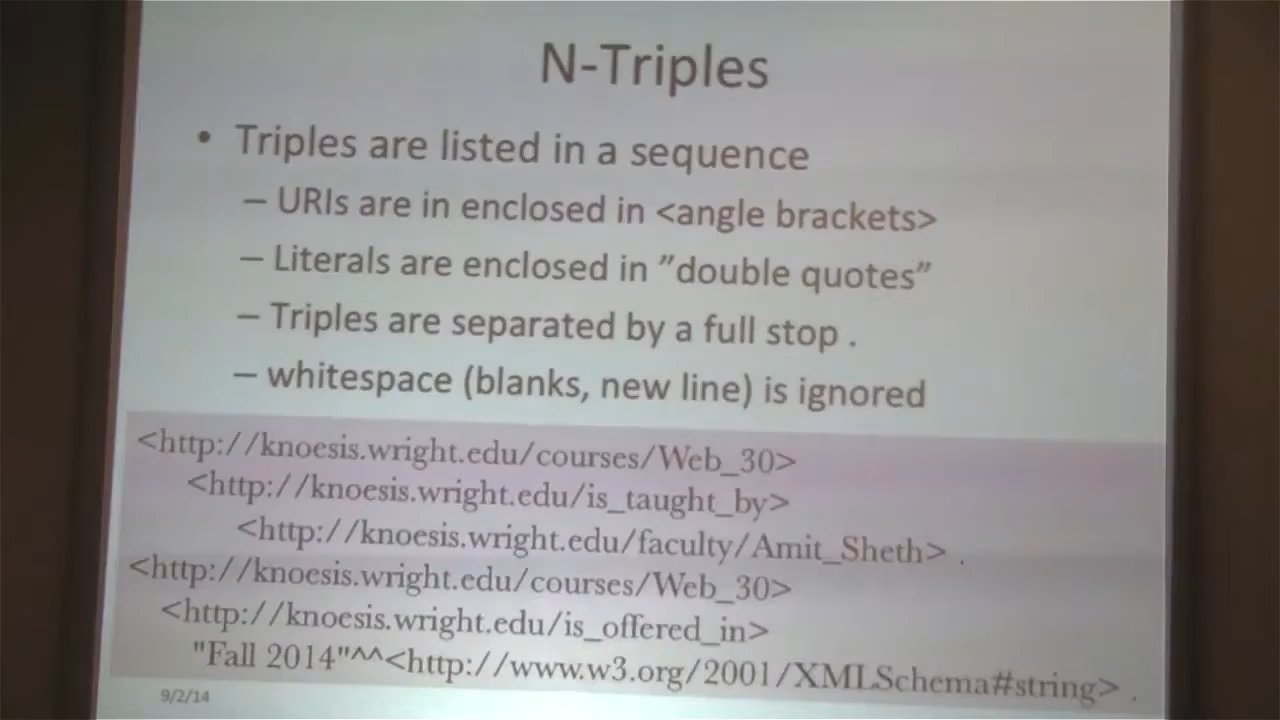 N-Triples
• Triples are listed in a sequence
– URIs are in enclosed in <angle brackets>
– Literals are enclosed in ”double quotes”
– Triples are separated by a full stop .
– whitespace (blanks, new line) is ignored
<http://knoesis.wright.edu/courses/Web_30>
<http://knoesis.wright.edu/is_taught_by>
<http://knoesis.wright.edu/faculty/Amit_Sheth> .
<http://knoesis.wright.edu/courses/Web_30>
<http://knoesis.wright.edu/is_offered_in>
"Fall 2014"^^<http://www.w3.org/2001/XMLSchema#string> .
9/2/14